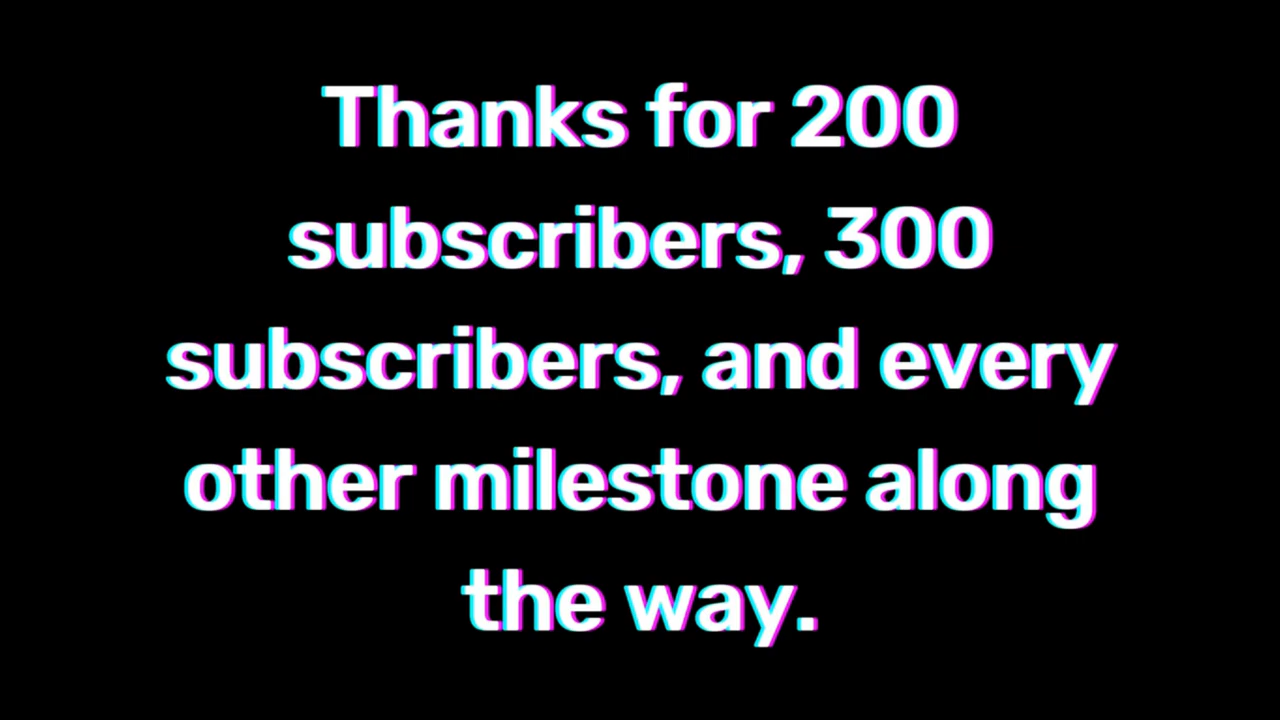 Thanks for 200
subscribers, 300
subscribers, and every
other milestone along
the way.